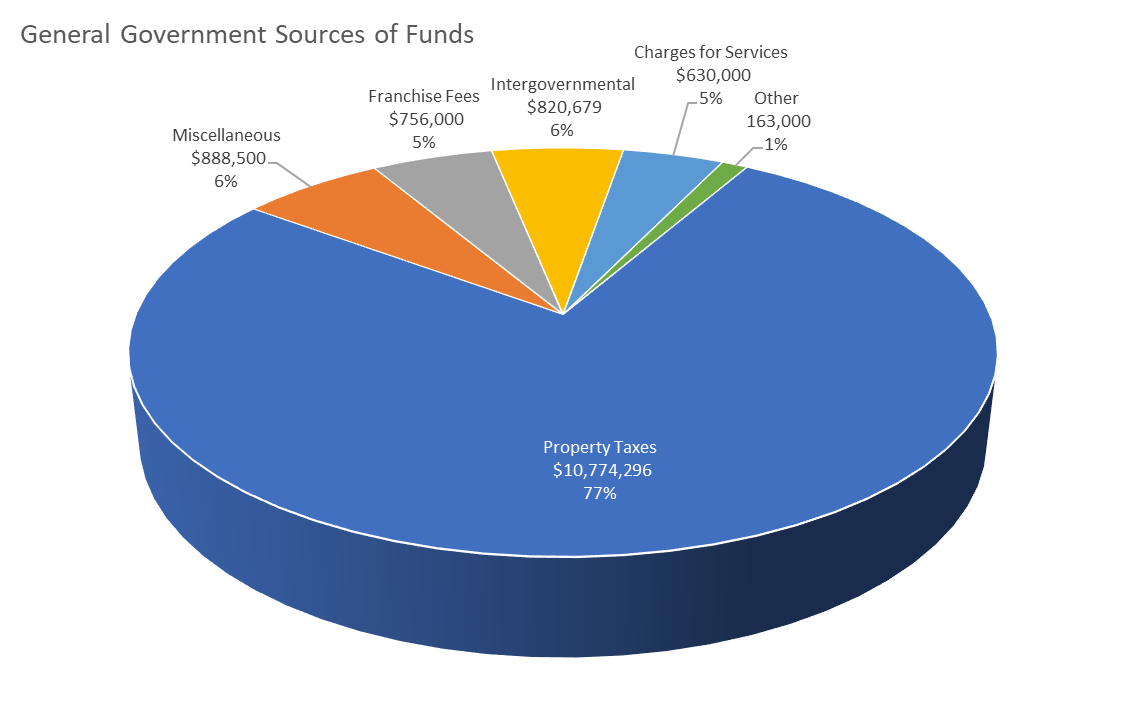 General Government Sources of Funds
Miscellaneous
$888,500
6%
Franchise Fees
$756,000
5%
Intergovernmental
$820,679
6%
Charges for Services
$630,000
5%
Other
163,000
1%
Property Taxes
$10,774,296
77%